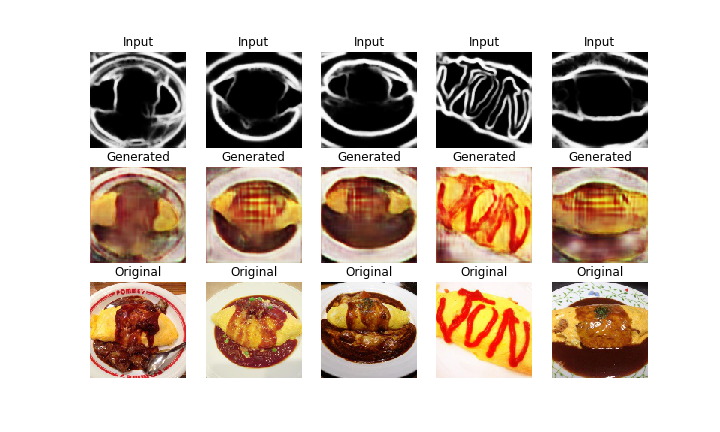 Input Input Input Input Input
Generated Generated Generated Generated Generated
Original Original Original Original Original